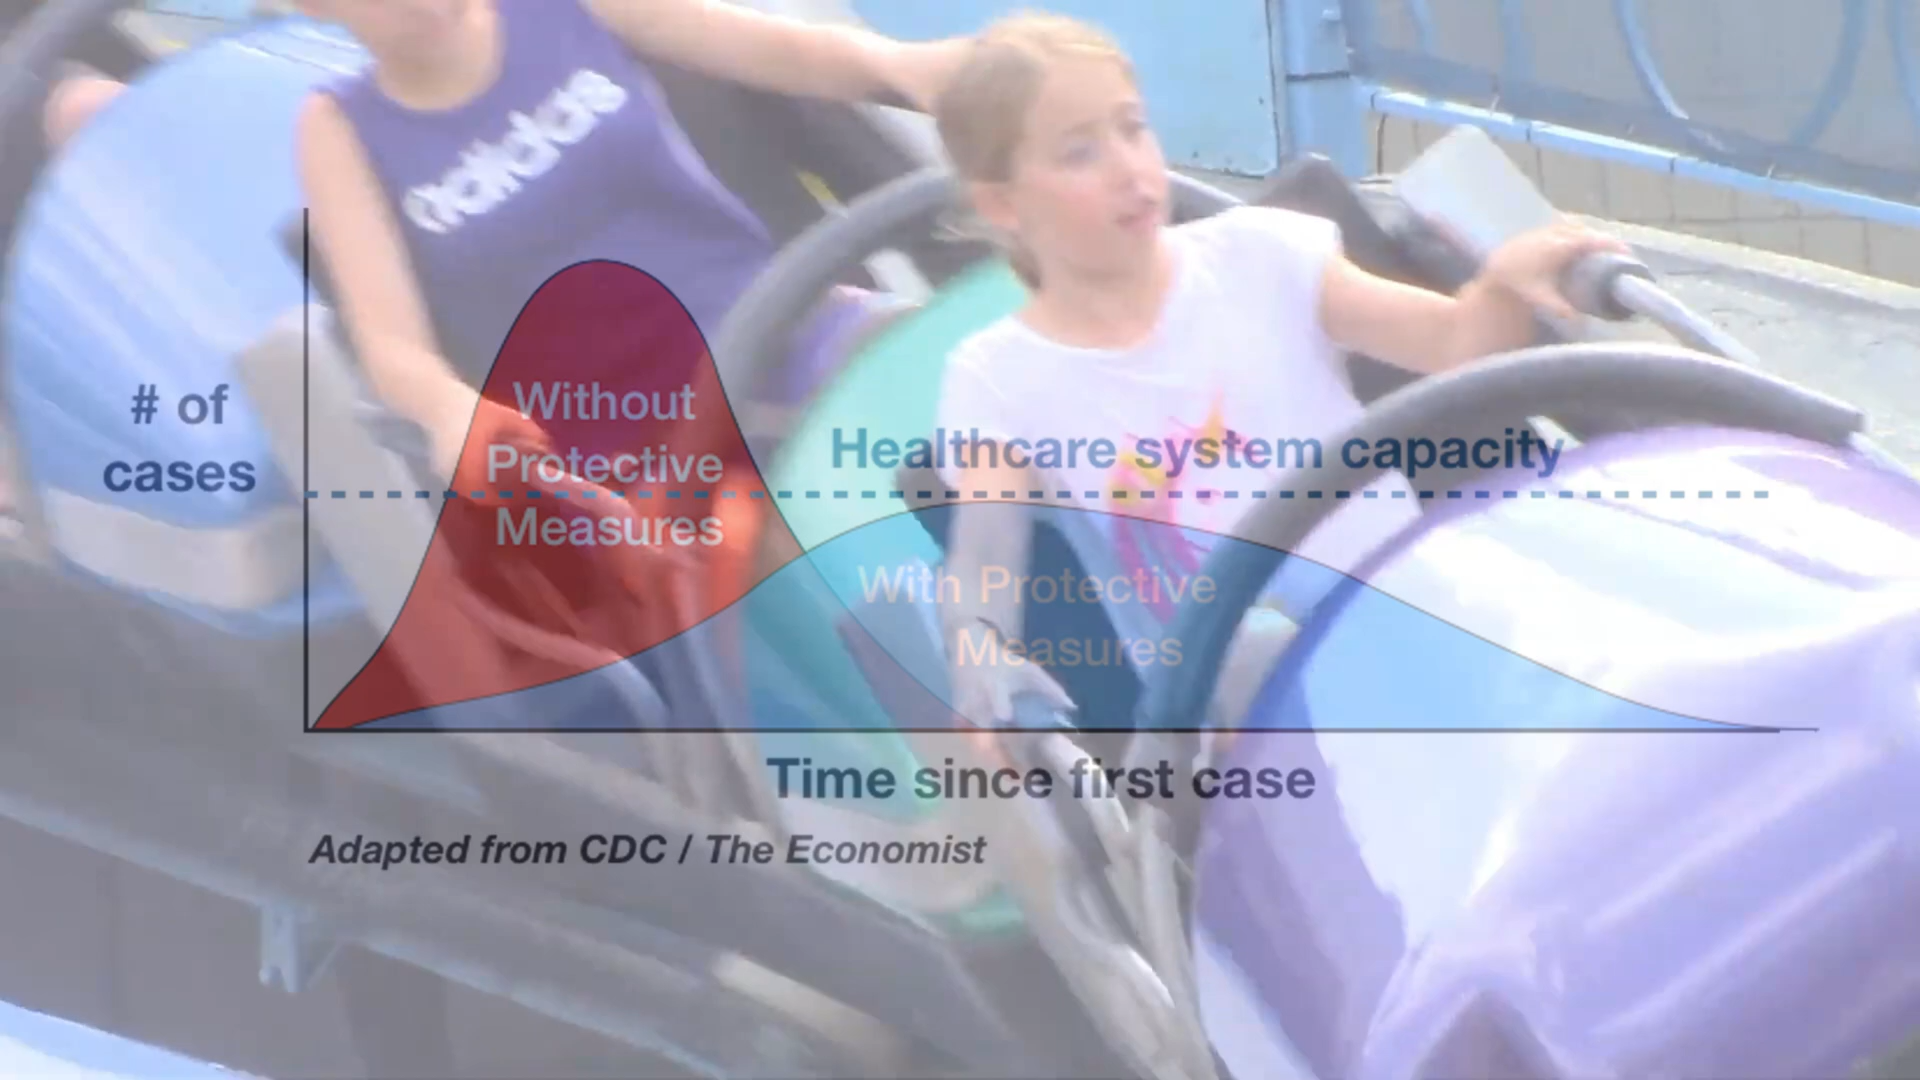 adidas
Without
Protective
Measures
# of
cases
Healthcare system capacity
With Protective
Measures
Time since first case
Adapted from CDC / The Economist